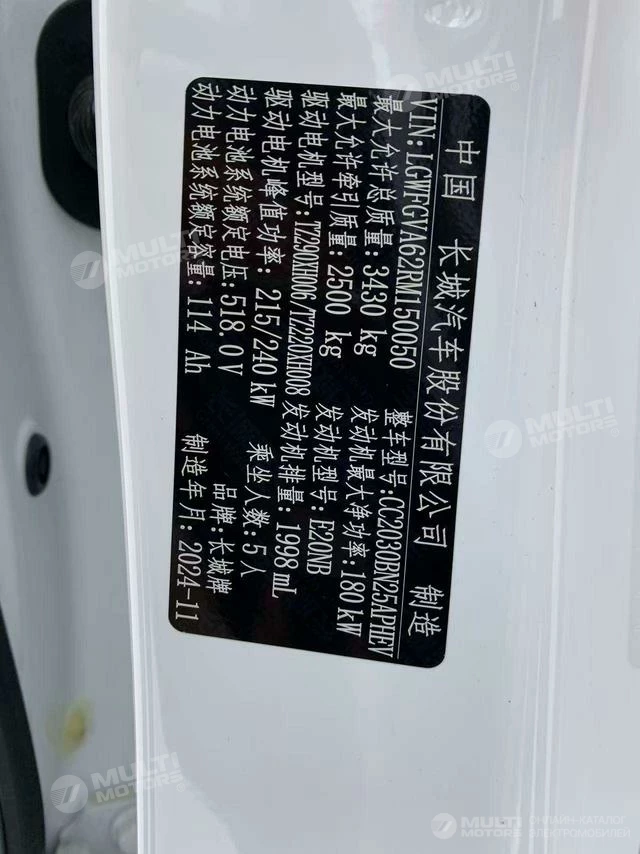 中国 长城汽车股份有限公司 制造
VIN:LGWFGVA62RM150050 整车型号:CC2030BN25APHEV
最大允许总质量:3430 kg 发动机最大净功率:180kW
最大允许牵引质量:2500 kg 发动机型号:E20NB
驱动电机型号:TZ290XH006/TZ220XH008 发动机排量:1998mL
驱动电机峰值功率:215/240kW 乘坐人数:5人
动力电池系统额定电压:518.0V 品牌:长城牌
动力电池系统额定容量:114 Ah 制造年月:2024-11
MULTI
MOTORS®
MULTI
MOTORS®
MULTI
MOTORS®
MULTI
MOTORS®
MULTI
MOTORS
ОНЛАЙН-КАТАЛОГ
ЭЛЕКТРОМОБИЛЕЙ